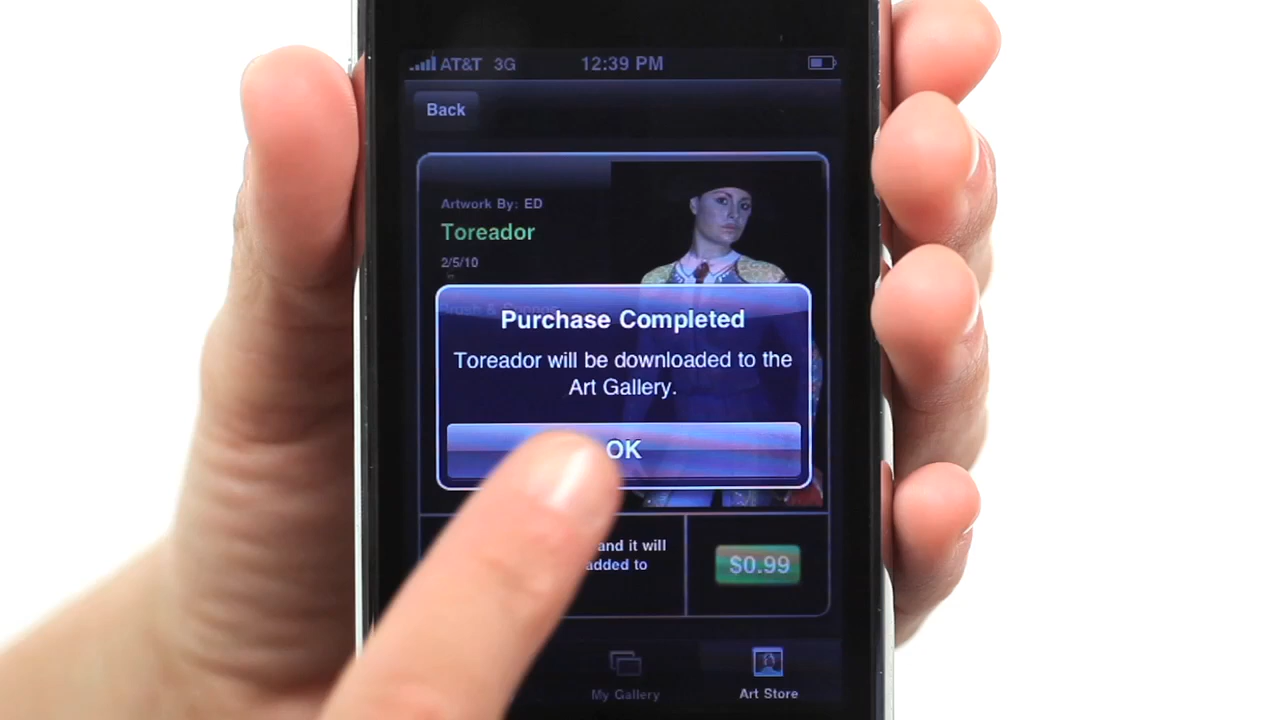 AT&T 3G 12:39 PM
Back
Artwork By: ED
Toreador
2/5/10
Purchase Completed
Toreador will be downloaded to the
Art Gallery.
OK
and it will
added to
$0.99
My Gallery
Art Store